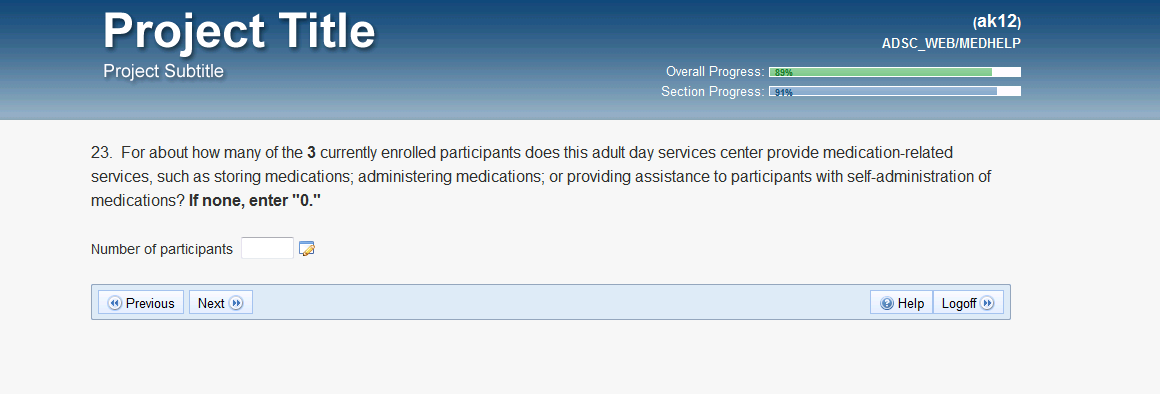 Project Title
Project Subtitle
(ak12)
ADSC_WEB/MEDHELP
Overall Progress: 89%
Section Progress: 91%
23. For about how many of the 3 currently enrolled participants does this adult day services center provide medication-related
services, such as storing medications; administering medications; or providing assistance to participants with self-administration of
medications? If none, enter "0."
Number of participants
Previous Next Help Logoff